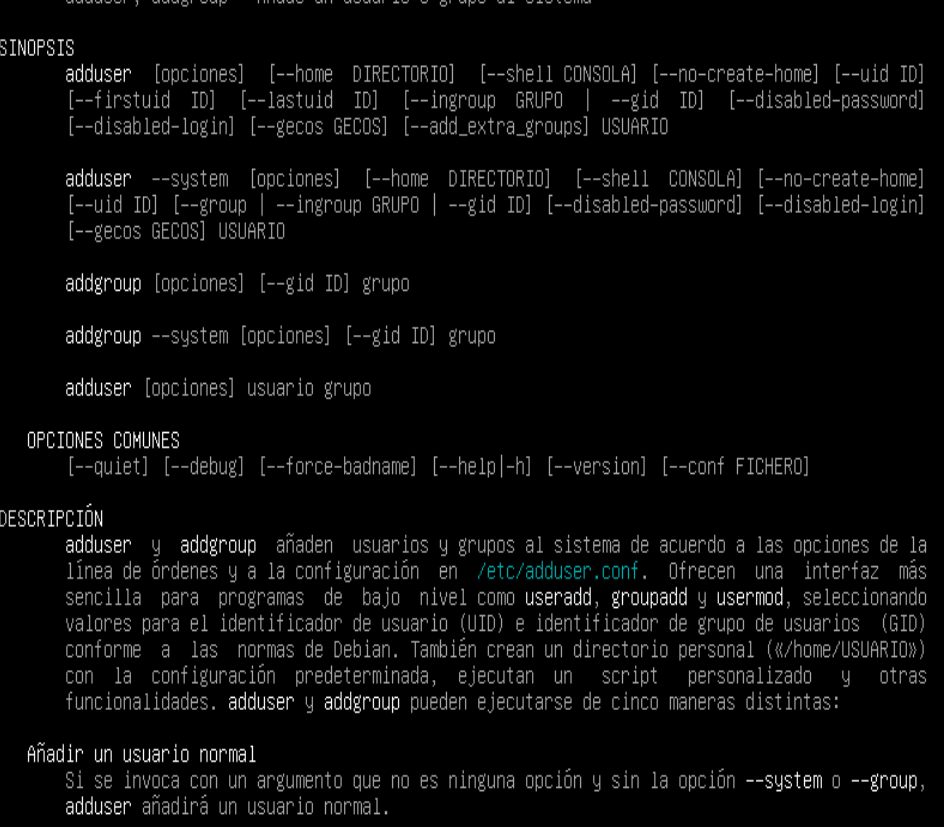 adduser, addgroup - Añade un usuario o grupo al sistema
SINOPSIS
adduser [opciones] [--home DIRECTORIO] [--shell CONSOLA] [--no-create-home] [--uid ID]
[--firstuid ID] [--lastuid ID] [--ingroup GRUPO | --gid ID] [--disabled-password]
[--disabled-login] [--gecos GECOS] [--add_extra_groups] USUARIO
adduser --system [opciones] [--home DIRECTORIO] [--shell CONSOLA] [--no-create-home]
[--uid ID] [--group | --ingroup GRUPO | --gid ID] [--disabled-password] [--disabled-login]
[--gecos GECOS] USUARIO
addgroup [opciones] [--gid ID] grupo
addgroup --system [opciones] [--gid ID] grupo
adduser [opciones] usuario grupo
OPCIONES COMUNES
[--quiet] [--debug] [--force-badname] [--help|-h] [--version] [--conf FICHERO]
DESCRIPCIÓN
adduser y addgroup añaden usuarios y grupos al sistema de acuerdo a las opciones de la
línea de órdenes y a la configuración en /etc/adduser.conf. Ofrecen una interfaz más
sencilla para programas de bajo nivel como useradd, groupadd y usermod, seleccionando
valores para el identificador de usuario (UID) e identificador de grupo de usuarios (GID)
conforme a las normas de Debian. También crean un directorio personal («/home/USUARIO»)
con la configuración predeterminada, ejecutan un script personalizado y otras
funcionalidades. adduser y addgroup pueden ejecutarse de cinco maneras distintas:
Añadir un usuario normal
Si se invoca con un argumento que no es ninguna opción y sin la opción --system o --group,
adduser añadirá un usuario normal.